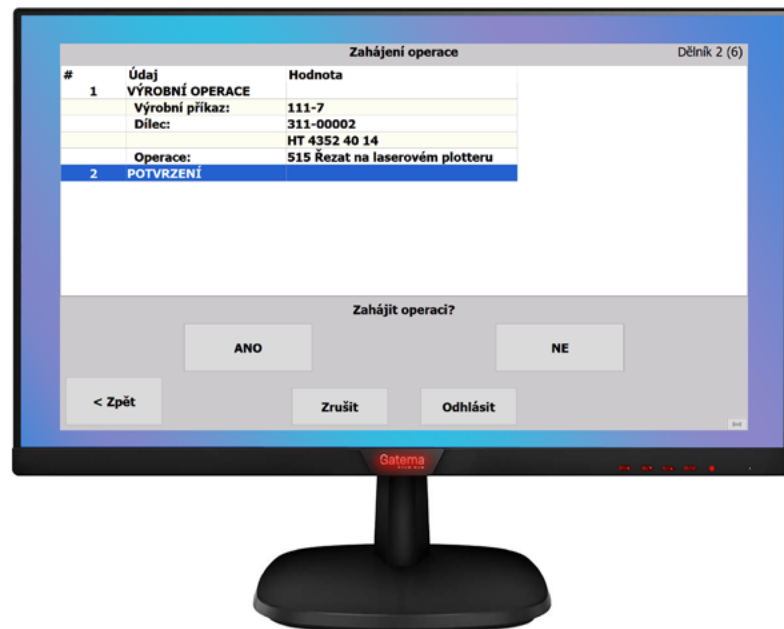 Zahájení operace
Dělník 2 (6)
# Údaj Hodnota
1 VÝROBNÍ OPERACE
Výrobní příkaz: 111-7
Dílec: 311-00002
HT 4352 40 14
Operace: 515 Řezat na laserovém plotteru
2 POTVRZENÍ
Zahájit operaci?
ANO NE
< Zpět Zrušit Odhlásit
Gatema